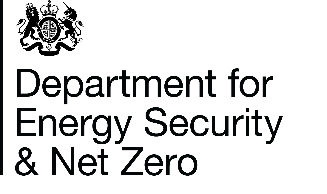 Department for
Energy Security
& Net Zero